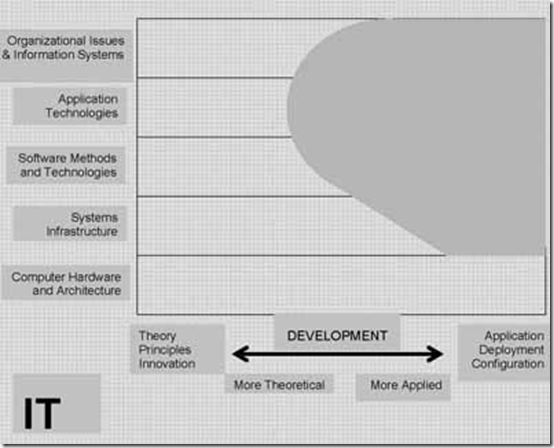 Organizational Issues
& Information Systems
Application
Technologies
Software Methods
and Technologies
Systems
Infrastructure
Computer Hardware
and Architecture
Theory
Principles
Innovation
DEVELOPMENT
Application
Deployment
Configuration
More Theoretical
More Applied
IT